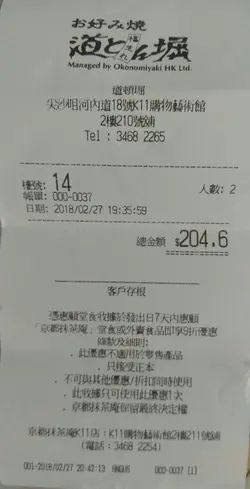 お好み焼
道とん堀
Managed by Okonomiyaki HK Ltd.
道頓堀
尖沙咀河內道18號K11購物藝術館
2樓210號舖
Tel : 3468 2265
檯號: 14
人數: 2
帳單: 000-0037
日期: 2018/02/27 19:35:59
總金額 $204.6
客戶存根
憑惠顧堂食收據於發出日7天內惠顧
「京都抹茶庵」堂食或外賣食品即享9折優惠
條款及細則:
. 此優惠不適用於零售產品
. 只接受正本
. 不可與其他優惠/折扣同時使用
. 此收據只可使用此優惠1次
. 京都抹茶庵保留最終決定權
京都抹茶庵K11店:K11購物藝術館2樓211號舖
(電話: 3468 2254)
001-2018/02/27 20:42:13 ANGUS 000-0037 [1]